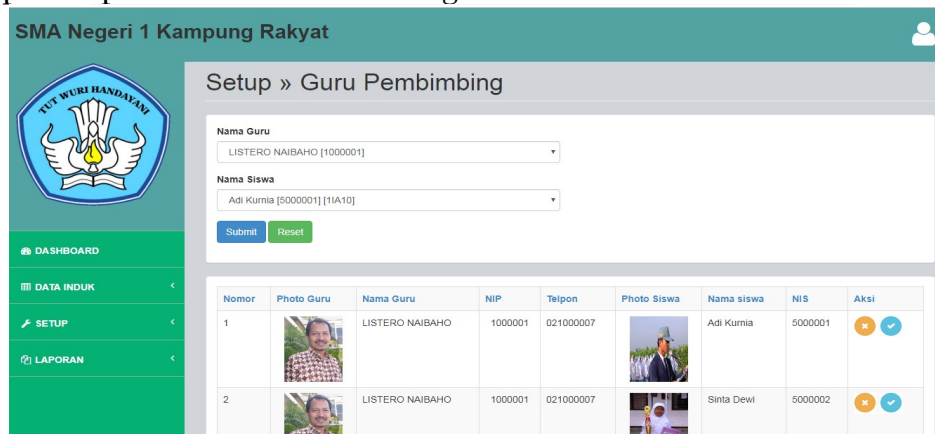 SMA Negeri 1 Kampung Rakyat
TUT WURI HANDAYANI
Setup » Guru Pembimbing
Nama Guru
LISTERO NAIBAHO [1000001]
Nama Siswa
Adi Kurnia [5000001] [1IA10]
Submit Reset
DASHBOARD
DATA INDUK
SETUP
LAPORAN
Nomor Photo Guru Nama Guru NIP Telpon Photo Siswa Nama siswa NIS Aksi
1 LISTERO NAIBAHO 1000001 021000007 Adi Kurnia 5000001
2 LISTERO NAIBAHO 1000001 021000007 Sinta Dewi 5000002